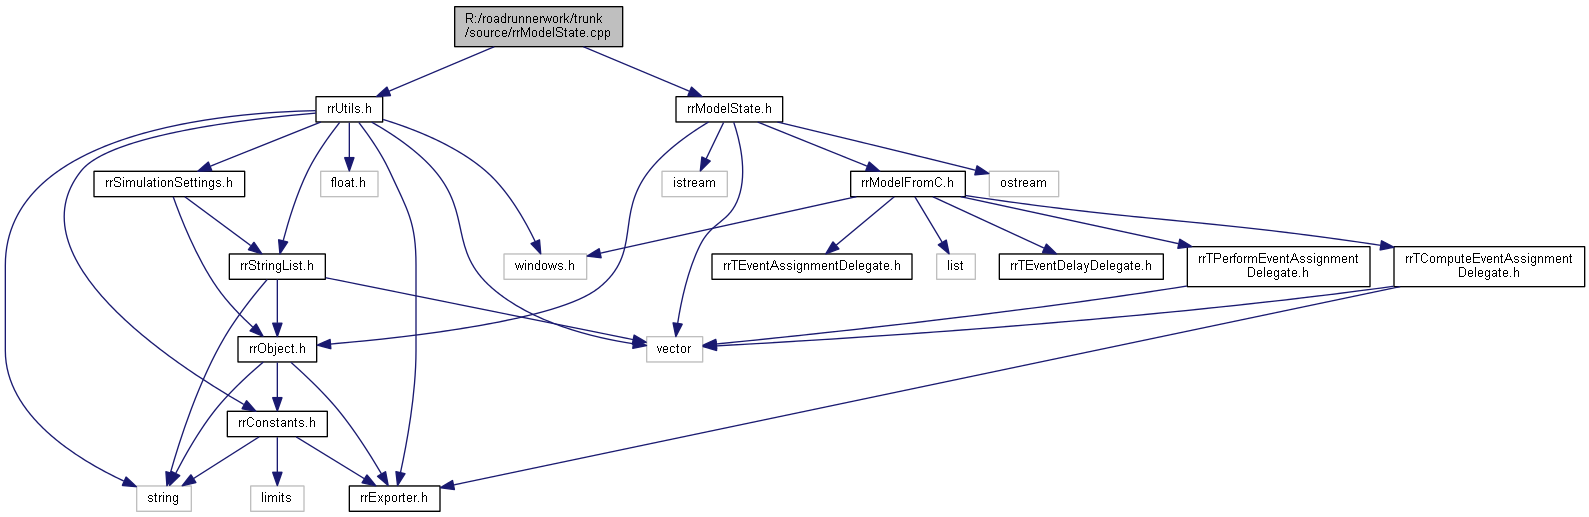 R:/roadrunnerwork/trunk
/source/rrModelState.cpp
rrUtils.h
rrModelState.h
rrSimulationSettings.h
float.h
istream
rrModelFromC.h
ostream
rrStringList.h
windows.h
rrTEventAssignmentDelegate.h
list
rrTEventDelayDelegate.h
rrTPerformEventAssignment
Delegate.h
rrTComputeEventAssignment
Delegate.h
rrObject.h
vector
rrConstants.h
string
limits
rrExporter.h